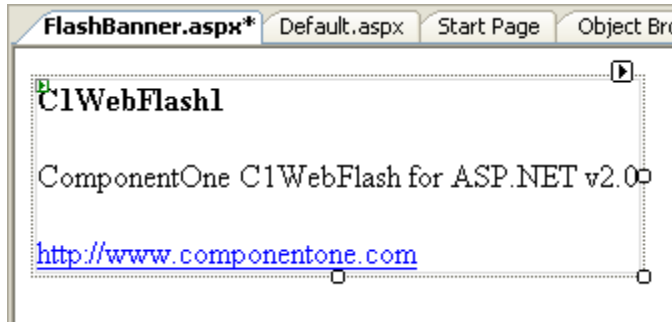 FlashBanner.aspx* Default.aspx Start Page Object Bro
C1WebFlash1
ComponentOne C1WebFlash for ASP.NET v2.0
http://www.componentone.com